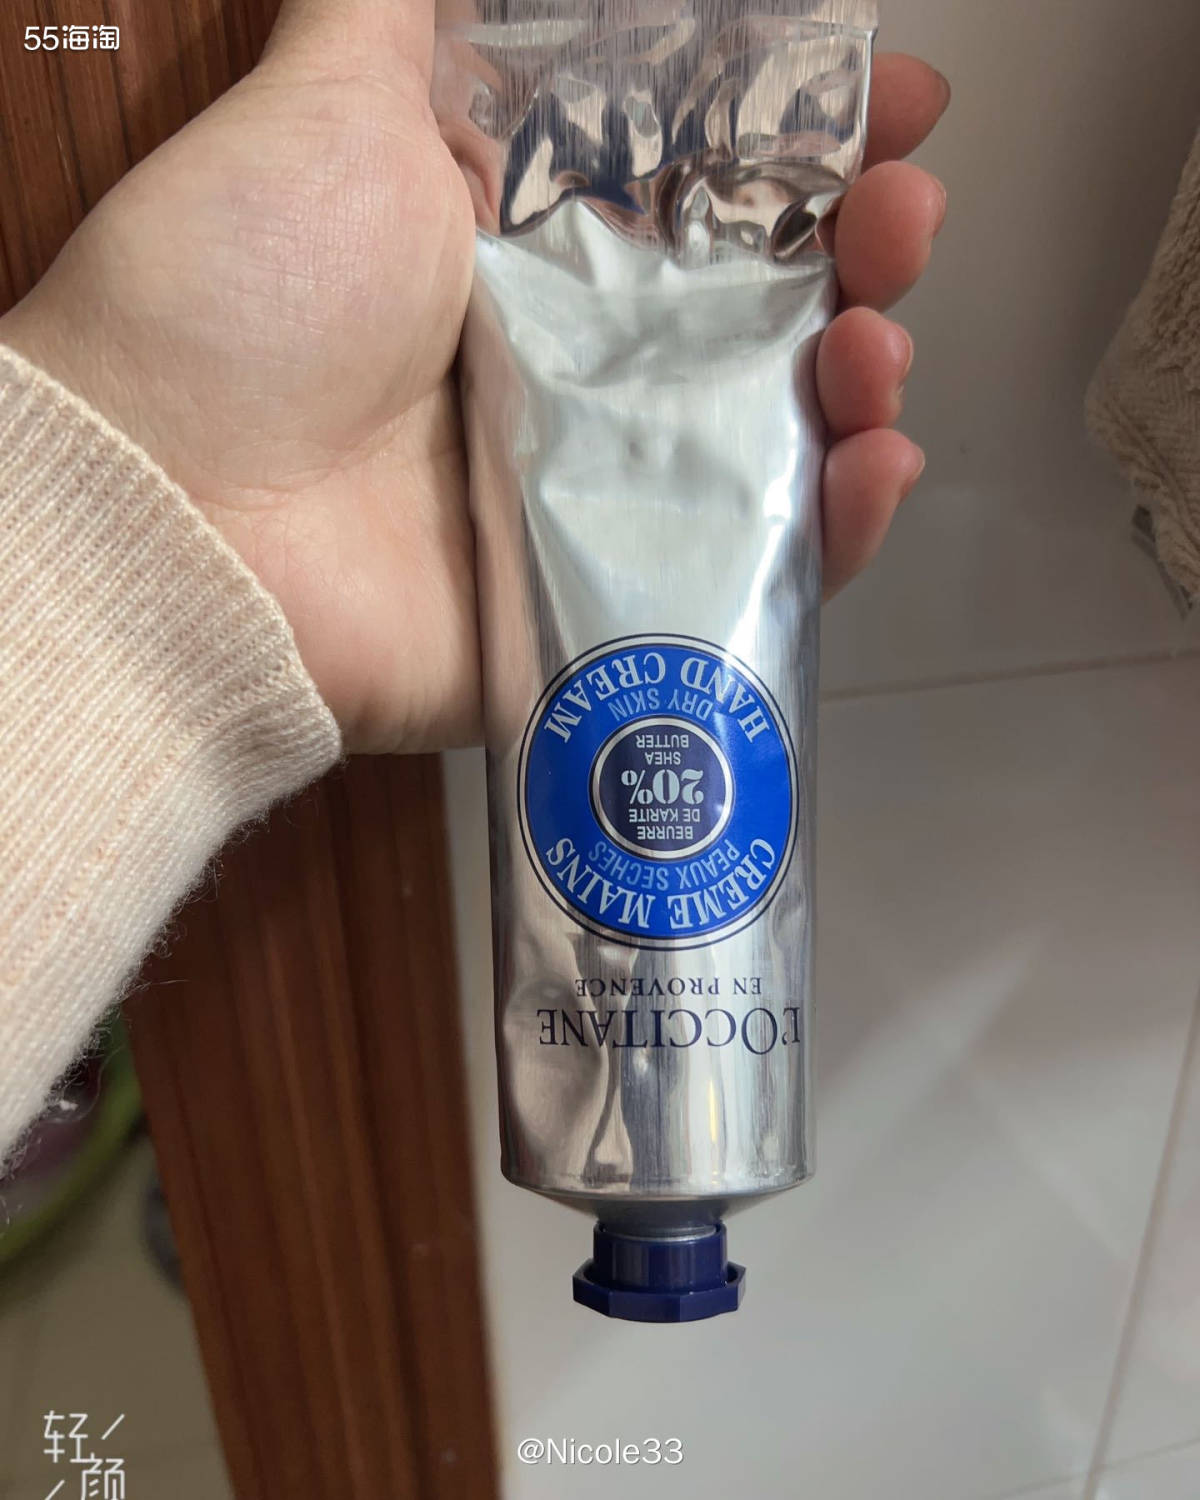 55海淘
HAND CREAM
DRY SKIN
BUTTER
SHEA
20%
DE KARITE
BEURRE
PEAUX SECHES
CREME MAINS
EN PROVENCE
L'OCCITANE
轻
颜
@Nicole33